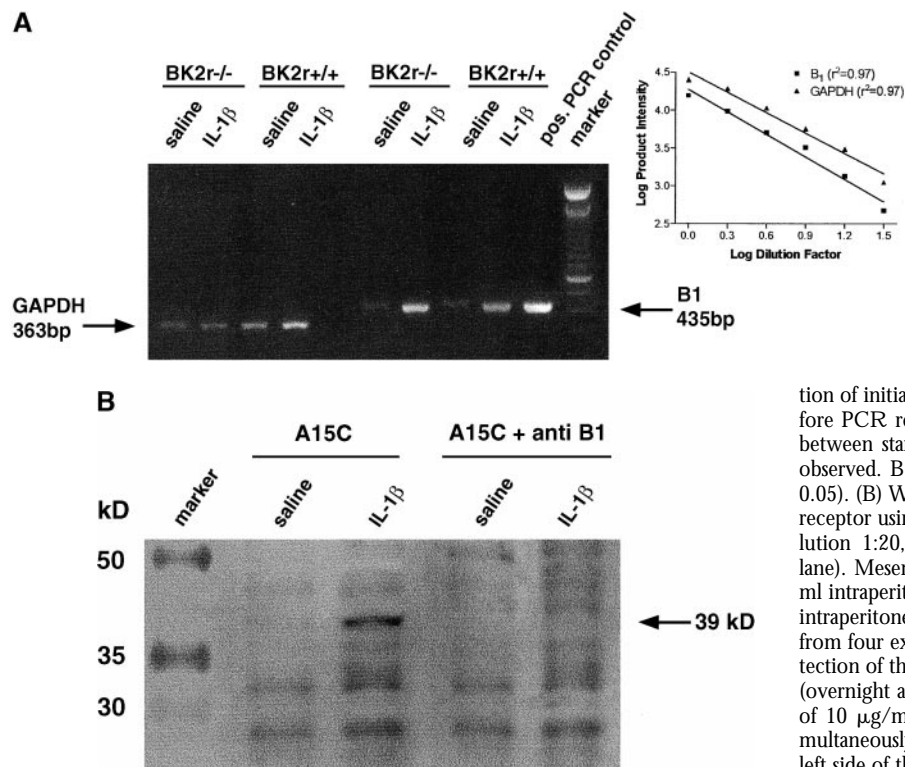 A
BK2r-/- BK2r+/+ BK2r-/- BK2r+/+
saline IL-1β saline IL-1β saline IL-1β saline IL-1β pos. PCR control marker
GAPDH
363bp
B1
435bp
B₁ (r²=0.97)
GAPDH (r²=0.97)
Log Product Intensity
4.5
4.0
3.5
3.0
2.5
0.0 0.3 0.6 0.9 1.2 1.5
Log Dilution Factor
B
A15C A15C + anti B1
kD marker saline IL-1β saline IL-1β
50
35
30
39 kD
tion of initia
fore PCR re
between sta
observed. B
0.05). (B) W
receptor usin
lution 1:20,
lane). Meser
ml intraperit
intraperitone
from four ex
tection of th
(overnight a
of 10 μg/m
multaneously
left side of th